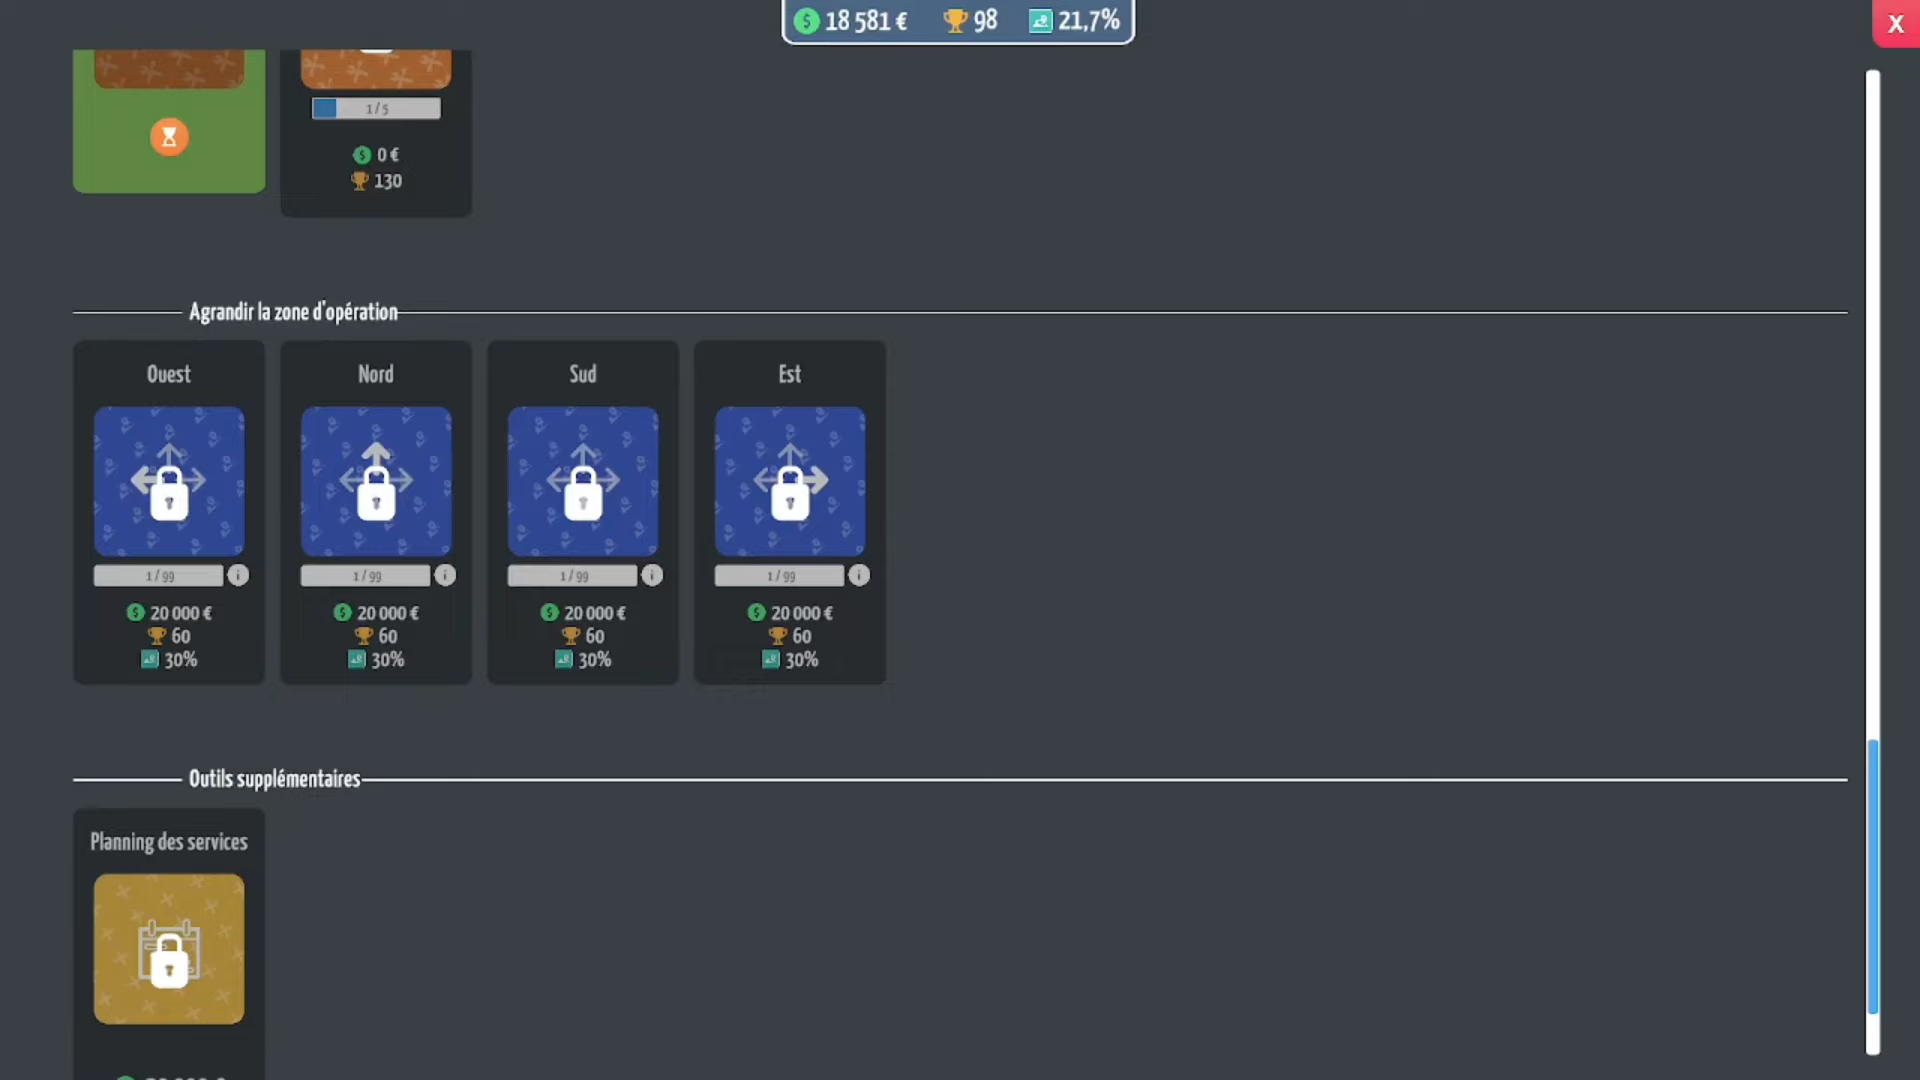 18 581 € 98 21,7%
X
1/5
0 €
130
Agrandir la zone d'opération
Ouest Nord Sud Est
1/99 i 1/99 i 1/99 i 1/99 i
20 000 € 20 000 € 20 000 € 20 000 €
60 60 60 60
30% 30% 30% 30%
Outils supplémentaires
Planning des services